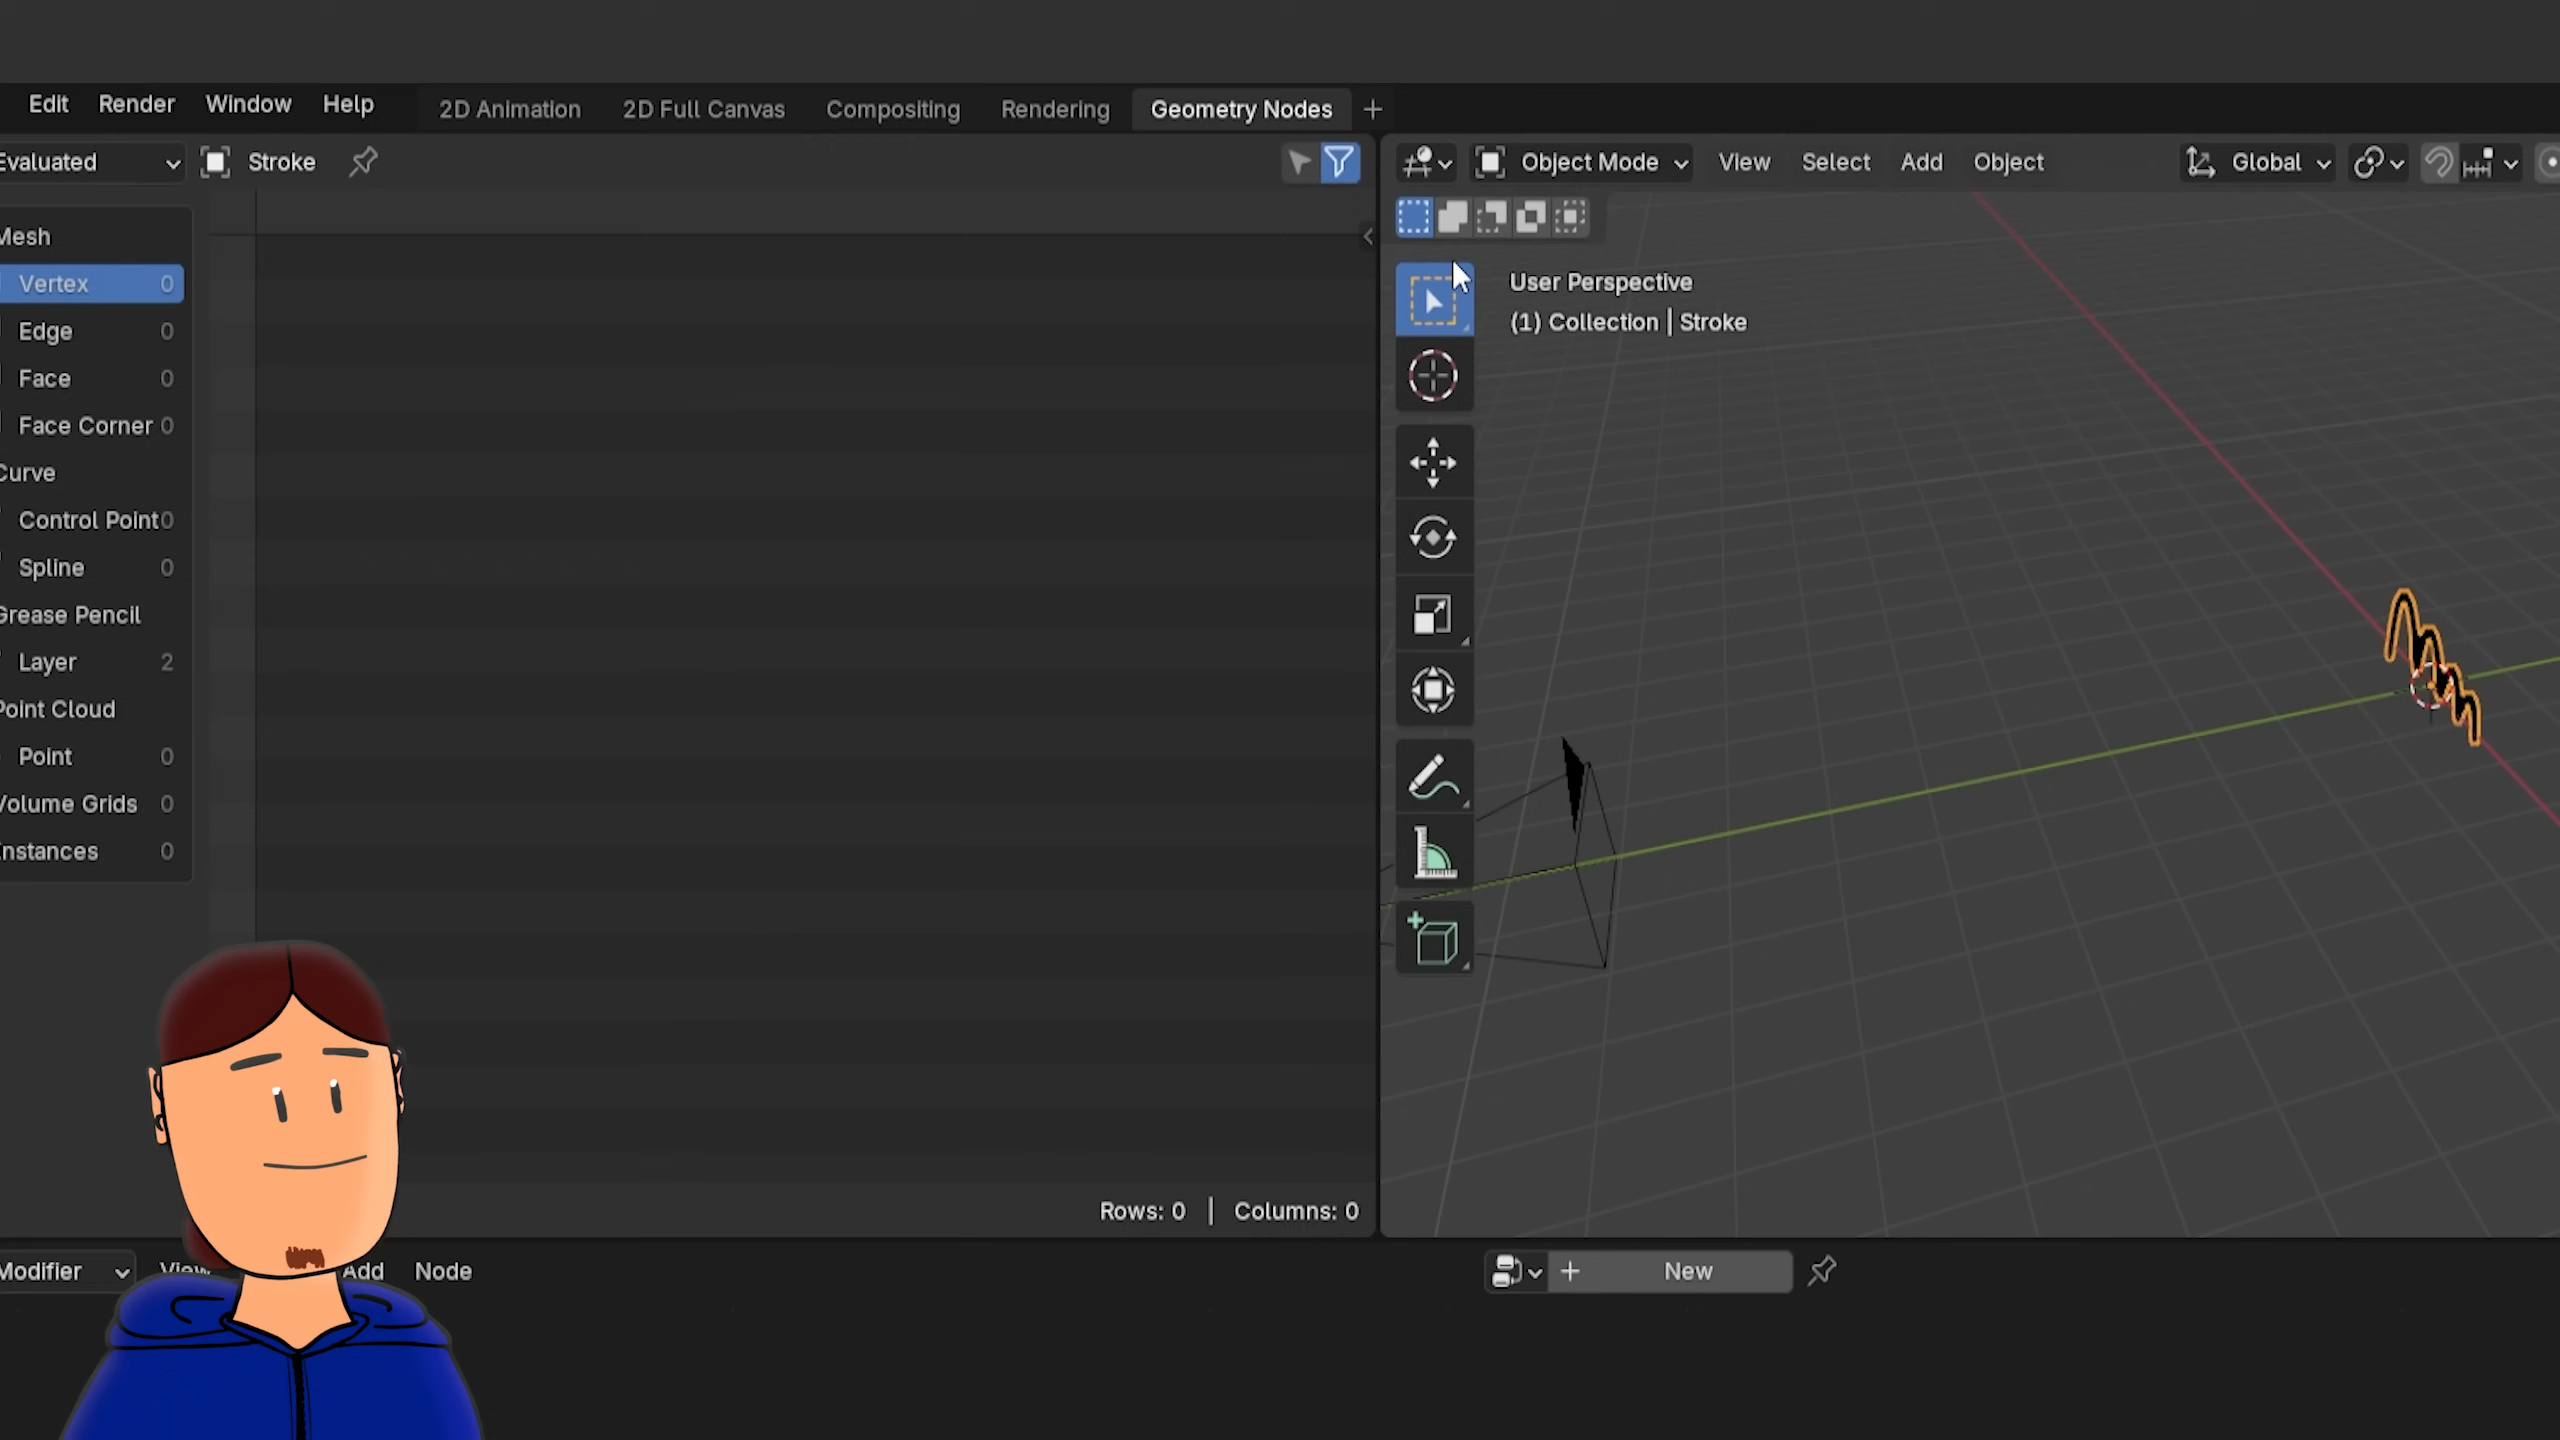 Edit Render Window Help 2D Animation 2D Full Canvas Compositing Rendering Geometry Nodes +
Evaluated Stroke
Object Mode View Select Add Object Global
Mesh
Vertex 0
Edge 0
Face 0
Face Corner 0
Curve
Control Point 0
Spline 0
Grease Pencil
Layer 2
Point Cloud
Point 0
Volume Grids 0
Instances 0
User Perspective
(1) Collection | Stroke
Rows: 0 | Columns: 0
Modifier View Add Node
+ New